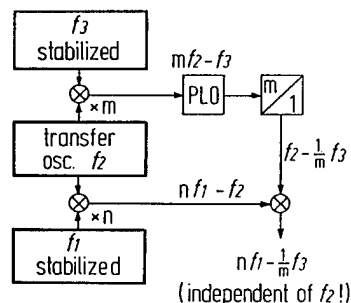 f3
stabilized
mf2-f3
×m
PLO
m
1
transfer
osc. f2
f2-1/m f3
×n
nf1-f2
f1
stabilized
nf1-1/m f3
(independent of f2!)